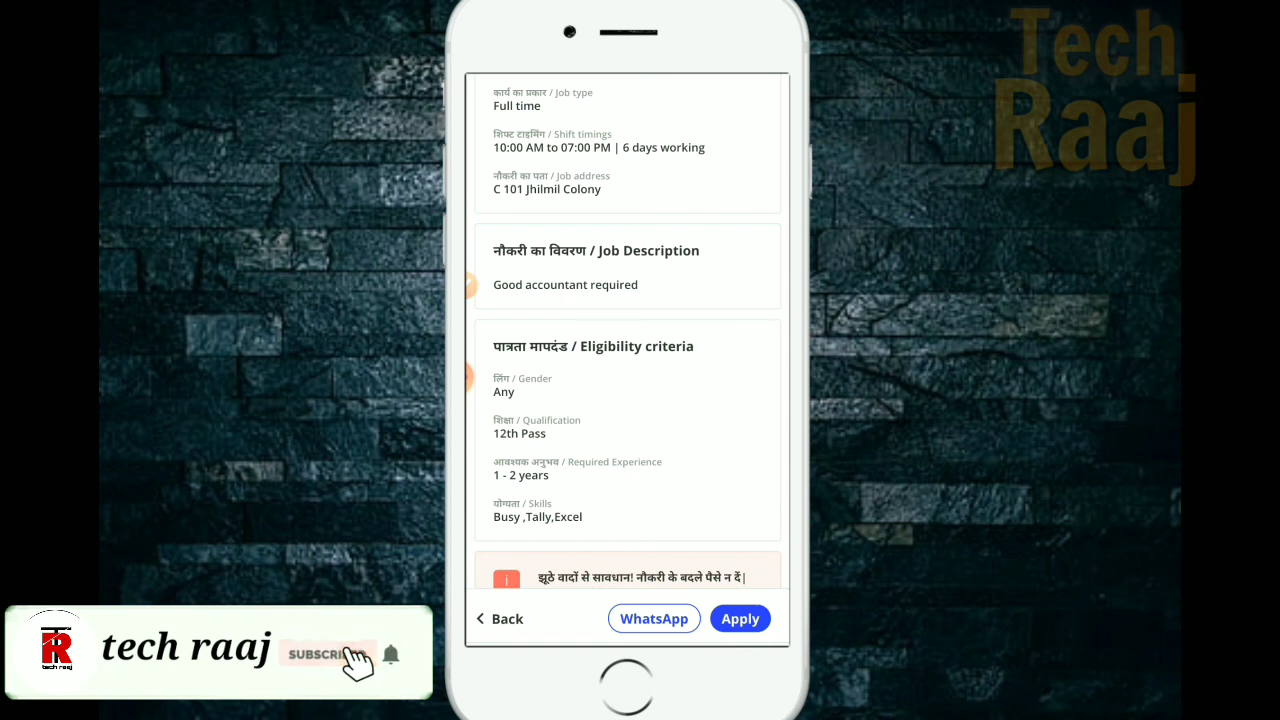 Tech
Raaj
कार्य का प्रकार / Job type
Full time
शिफ्ट टाइमिंग / Shift timings
10:00 AM to 07:00 PM | 6 days working
नौकरी का पता / Job address
C 101 Jhilmil Colony
नौकरी का विवरण / Job Description
Good accountant required
पात्रता मापदंड / Eligibility criteria
लिंग / Gender
Any
शिक्षा / Qualification
12th Pass
आवश्यक अनुभव / Required Experience
1 - 2 years
योग्यता / Skills
Busy ,Tally,Excel
झूठे वादों से सावधान! नौकरी के बदले पैसे न दें|
Back WhatsApp Apply
TR
tech raaj
tech raaj